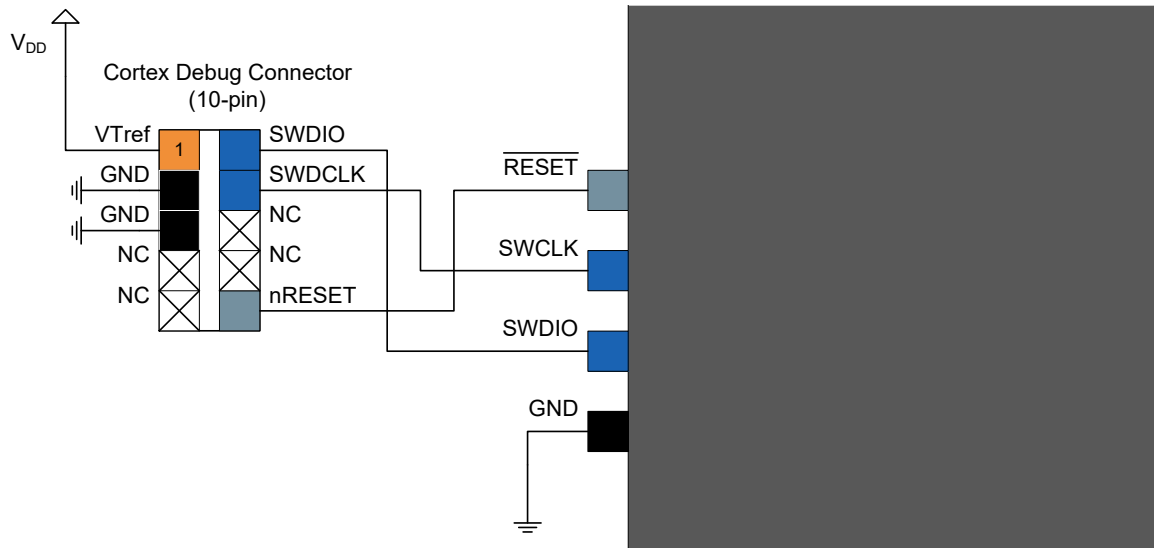 V_DD
Cortex Debug Connector
(10-pin)
VTref
1
SWDIO
GND
SWDCLK
GND
NC
NC
NC
NC
nRESET
RESET
SWCLK
SWDIO
GND